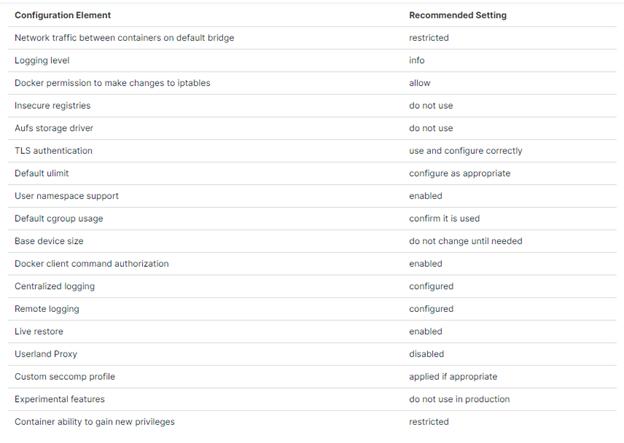 Configuration Element Recommended Setting
Network traffic between containers on default bridge restricted
Logging level info
Docker permission to make changes to iptables allow
Insecure registries do not use
Aufs storage driver do not use
TLS authentication use and configure correctly
Default ulimit configure as appropriate
User namespace support enabled
Default cgroup usage confirm it is used
Base device size do not change until needed
Docker client command authorization enabled
Centralized logging configured
Remote logging configured
Live restore enabled
Userland Proxy disabled
Custom seccomp profile applied if appropriate
Experimental features do not use in production
Container ability to gain new privileges restricted